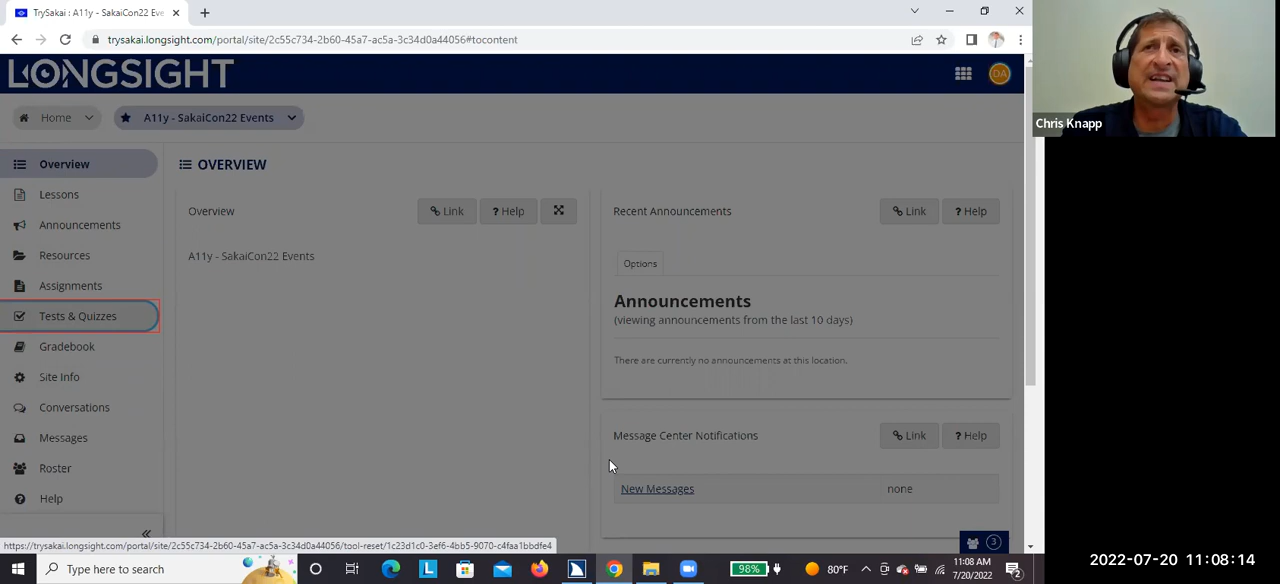 TrySakai : A11y - SakaiCon22 Eve
trysakai.longsight.com/portal/site/2c55c734-2b60-45a7-ac5a-3c34d0a44056#tocontent
LONGSIGHT
DA
Home
A11y - SakaiCon22 Events
Overview
Lessons
Announcements
Resources
Assignments
Tests & Quizzes
Gradebook
Site Info
Conversations
Messages
Roster
Help
OVERVIEW
Overview
Link
? Help
A11y - SakaiCon22 Events
Recent Announcements
Link
? Help
Options
Announcements
(viewing announcements from the last 10 days)
There are currently no announcements at this location.
Message Center Notifications
Link
? Help
New Messages
none
3
https://trysakai.longsight.com/portal/site/2c55c734-2b60-45a7-ac5a-3c34d0a44056/tool-reset/1c23d1c0-3ef6-4bb5-9070-c4faa1bbdfe4
Type here to search
98%
80°F
11:08 AM
7/20/2022
2
Chris Knapp
2022-07-20 11:08:14